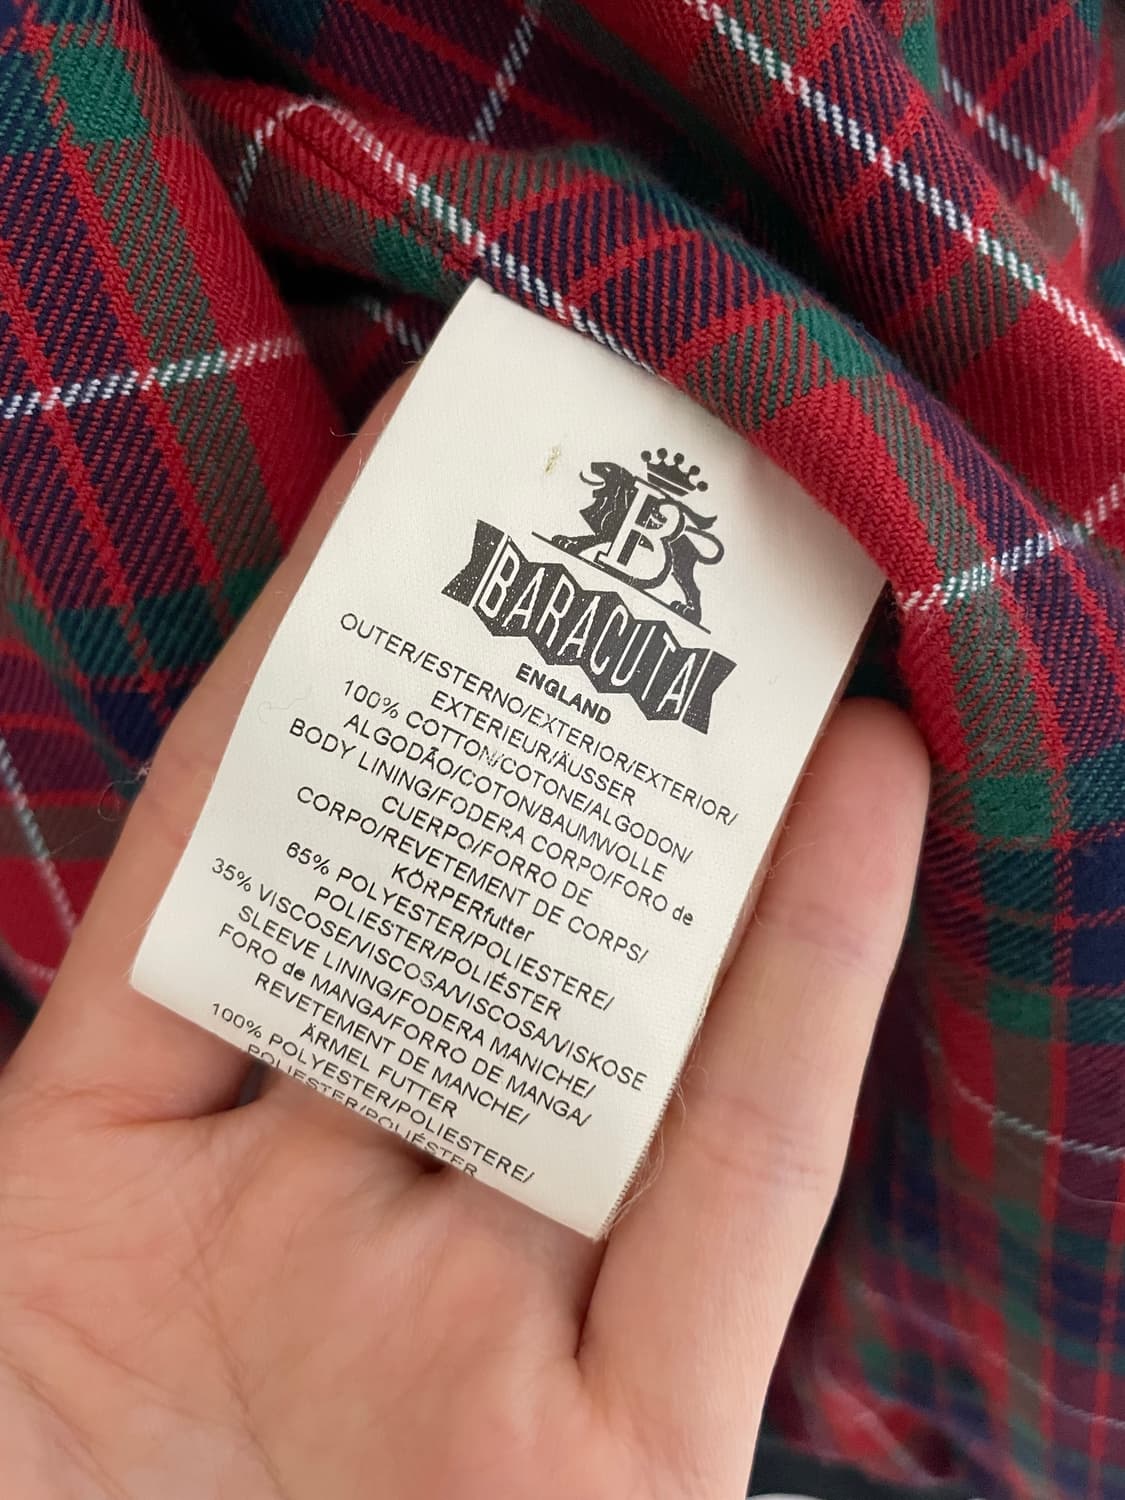 B
BARACUTA
ENGLAND
OUTER/ESTERNO/EXTERIOR/EXTERIOR/
EXTERIEUR/ÄUSSER
100% COTTON/COTONE/ALGODON/
ALGODÃO/COTON/BAUMWOLLE
BODY LINING/FODERA CORPO/FORO de
CUERPO/FORRO DE
CORPO/REVETEMENT DE CORPS/
KÖRPERfutter
65% POLYESTER/POLIESTERE/
POLIESTER/POLIÉSTER
35% VISCOSE/VISCOSA/VISCOSA/VISKOSE
SLEEVE LINING/FODERA MANICHE/
FORO de MANGA/FORRO DE MANGA/
REVETEMENT DE MANCHE/
ÄRMEL FUTTER
100% POLYESTER/POLIESTERE/
POLIESTER/POLIÉSTER